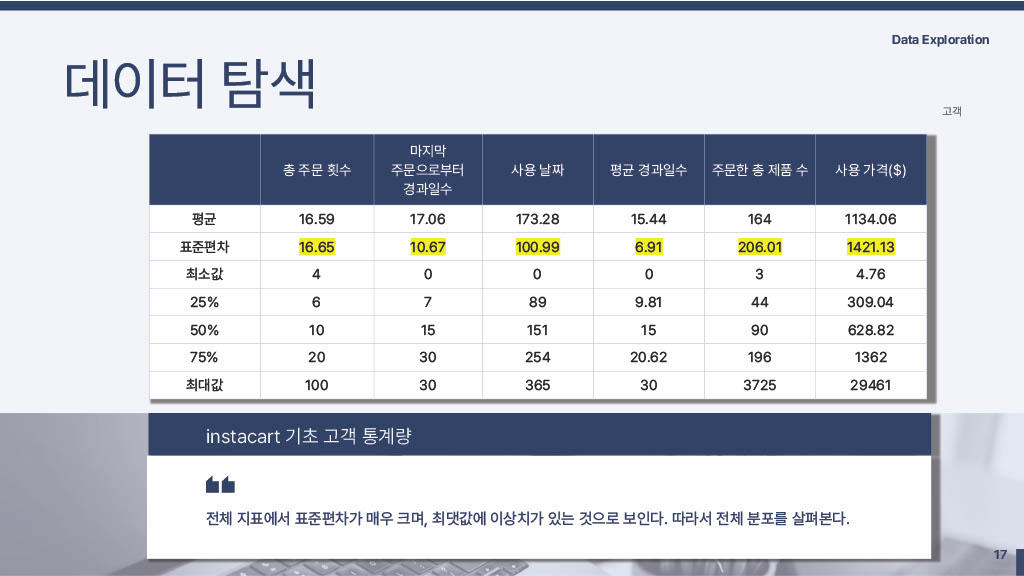 Data Exploration
데이터 탐색
고객
총 주문 횟수 마지막 주문으로부터 경과일수 사용 날짜 평균 경과일수 주문한 총 제품 수 사용 가격($)
평균 16.59 17.06 173.28 15.44 164 1134.06
표준편차 16.65 10.67 100.99 6.91 206.01 1421.13
최소값 4 0 0 0 3 4.76
25% 6 7 89 9.81 44 309.04
50% 10 15 151 15 90 628.82
75% 20 30 254 20.62 196 1362
최대값 100 30 365 30 3725 29461
instacart 기초 고객 통계량
전체 지표에서 표준편차가 매우 크며, 최댓값에 이상치가 있는 것으로 보인다. 따라서 전체 분포를 살펴본다.
17